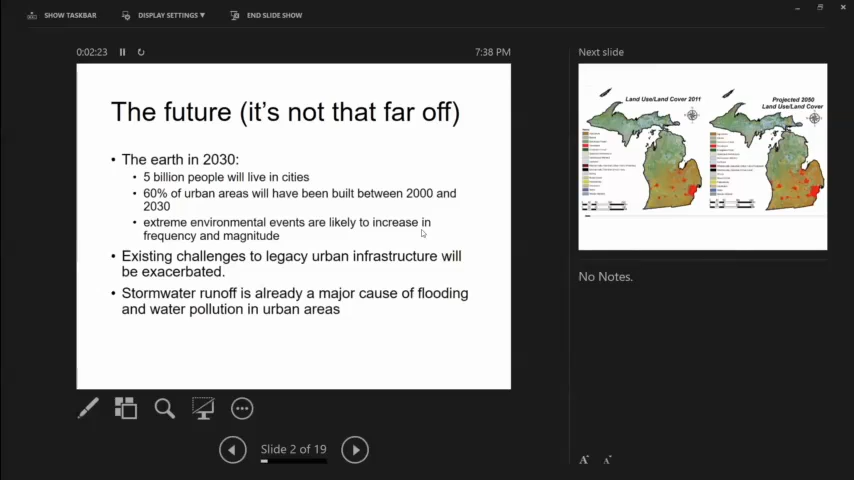 SHOW TASKBAR
DISPLAY SETTINGS ▼
END SLIDE SHOW
0:02:23
7:38 PM
Next slide
The future (it's not that far off)
• The earth in 2030:
• 5 billion people will live in cities
• 60% of urban areas will have been built between 2000 and
2030
• extreme environmental events are likely to increase in
frequency and magnitude
• Existing challenges to legacy urban infrastructure will
be exacerbated.
• Stormwater runoff is already a major cause of flooding
and water pollution in urban areas
Land Use/Land Cover 2011
Projected 2050
Land Use/Land Cover
No Notes.
Slide 2 of 19
A A